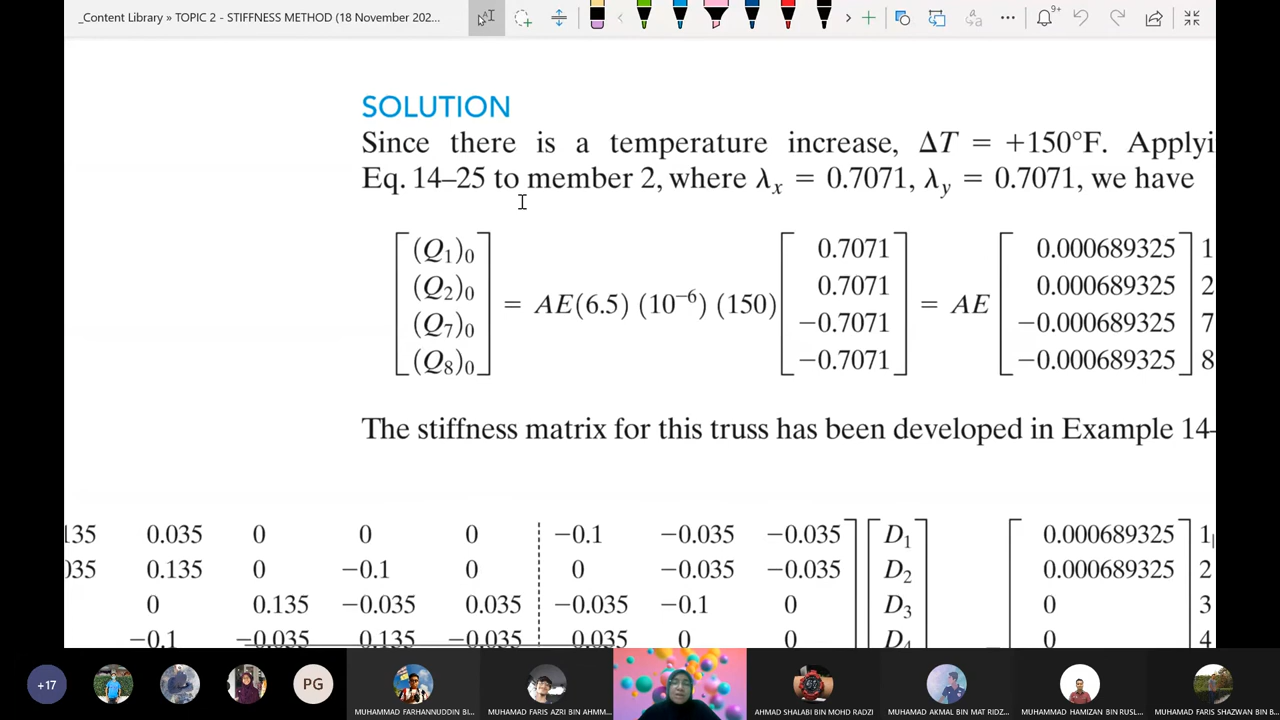 _Content Library » TOPIC 2 - STIFFNESS METHOD (18 November 202...
9+
SOLUTION
Since there is a temperature increase, ΔT = +150°F. Applyi
Eq. 14–25 to member 2, where λx = 0.7071, λy = 0.7071, we have
(Q1)0 0.7071 0.000689325 1
(Q2)0 0.7071 0.000689325 2
= AE(6.5) (10−6) (150) = AE
(Q7)0 −0.7071 −0.000689325 7
(Q8)0 −0.7071 −0.000689325 8
The stiffness matrix for this truss has been developed in Example 14–
135 0.035 0 0 0 −0.1 −0.035 −0.035 D1 0.000689325 1
035 0.135 0 −0.1 0 0 −0.035 −0.035 D2 0.000689325 2
0 0.135 −0.035 0.035 −0.035 −0.1 0 D3 0 3
−0.1 −0.035 0.135 −0.035 0.035 0 0 D4 0 4
+17
PG
MUHAMMAD FARHANNUDDIN BI...
MUHAMAD FARIS AZRI BIN AHMM...
AHMAD SHALABI BIN MOHD RADZI
MUHAMAD AKMAL BIN MAT RIDZ...
MUHAMAD HAMIZAN BIN RUSL...
MUHAMAD FARIS SHAZWAN BIN S...